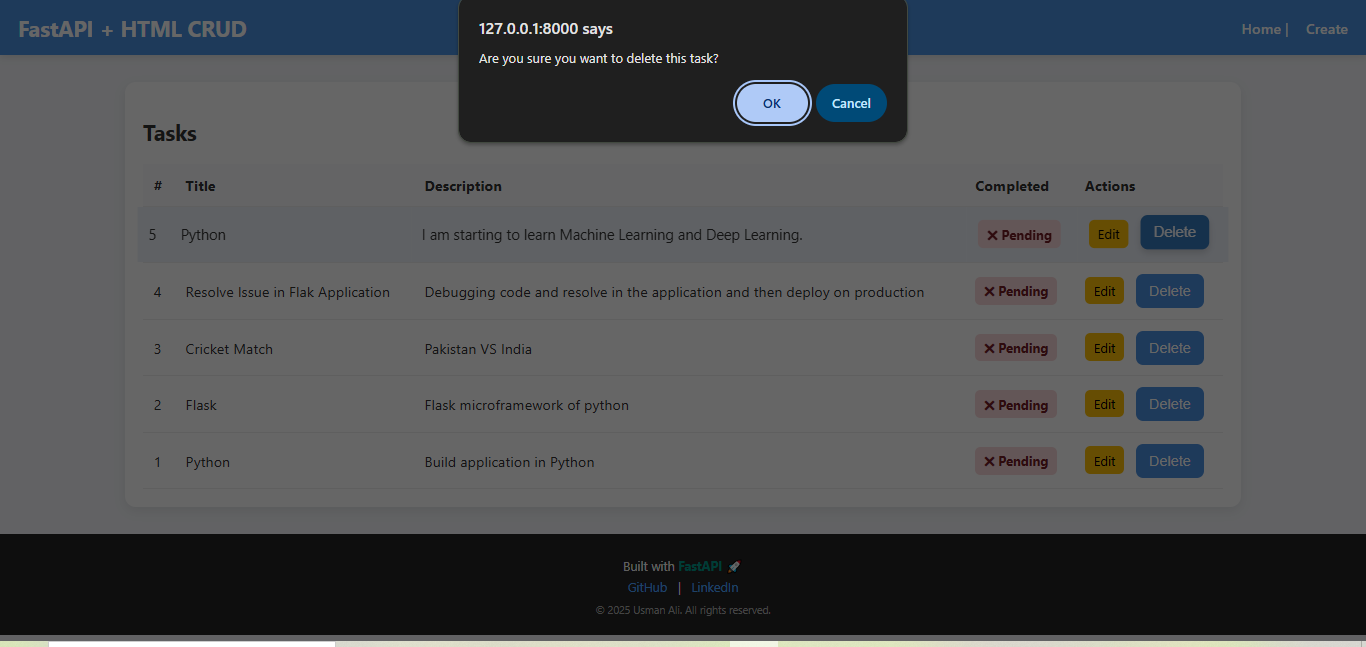 FastAPI + HTML CRUD
127.0.0.1:8000 says
Home | Create
Are you sure you want to delete this task?
OK Cancel
Tasks
# Title Description Completed Actions
5 Python I am starting to learn Machine Learning and Deep Learning. ❌ Pending Edit Delete
4 Resolve Issue in Flak Application Debugging code and resolve in the application and then deploy on production ❌ Pending Edit Delete
3 Cricket Match Pakistan VS India ❌ Pending Edit Delete
2 Flask Flask microframework of python ❌ Pending Edit Delete
1 Python Build application in Python ❌ Pending Edit Delete
Built with FastAPI 🚀
GitHub | LinkedIn
© 2025 Usman Ali. All rights reserved.